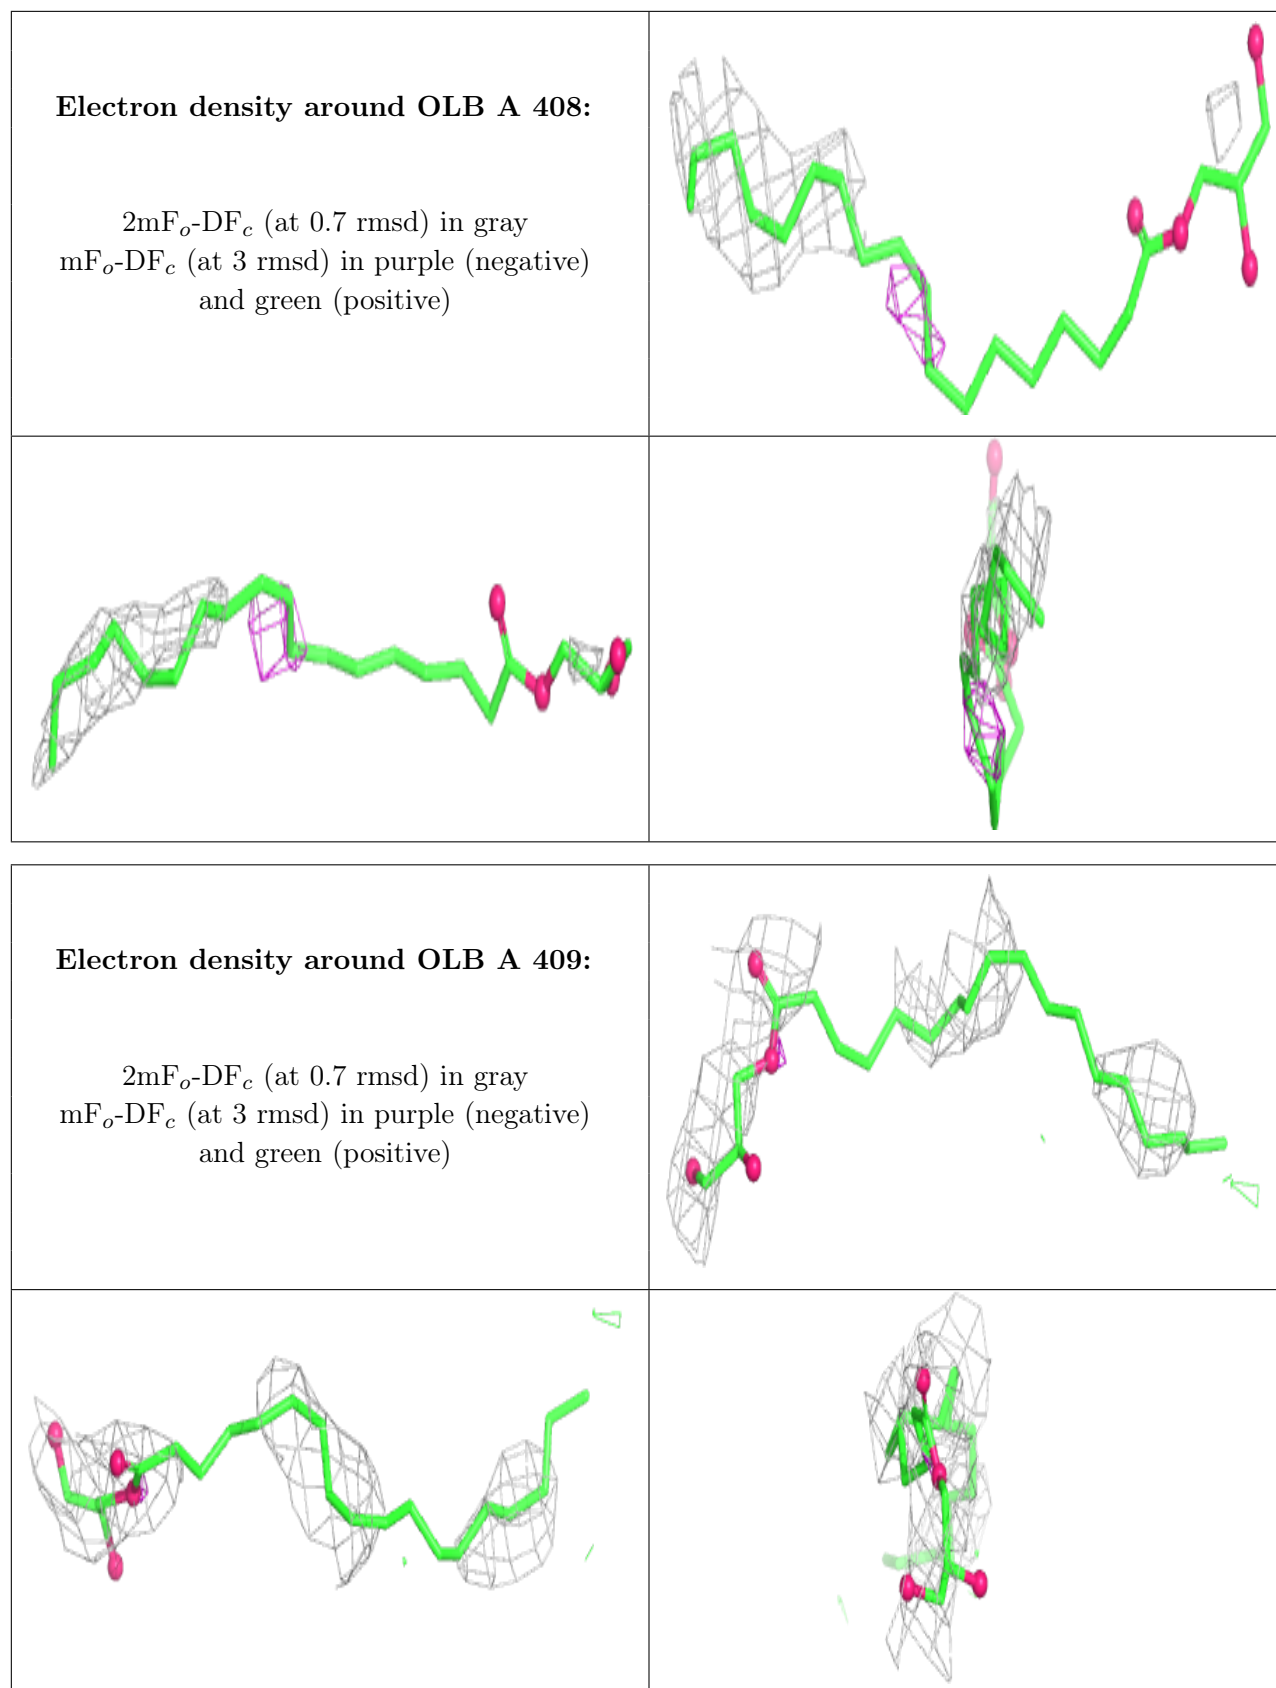 Electron density around OLB A 408:
2mFo-DFc (at 0.7 rmsd) in gray
mFo-DFc (at 3 rmsd) in purple (negative)
and green (positive)
Electron density around OLB A 409:
2mFo-DFc (at 0.7 rmsd) in gray
mFo-DFc (at 3 rmsd) in purple (negative)
and green (positive)